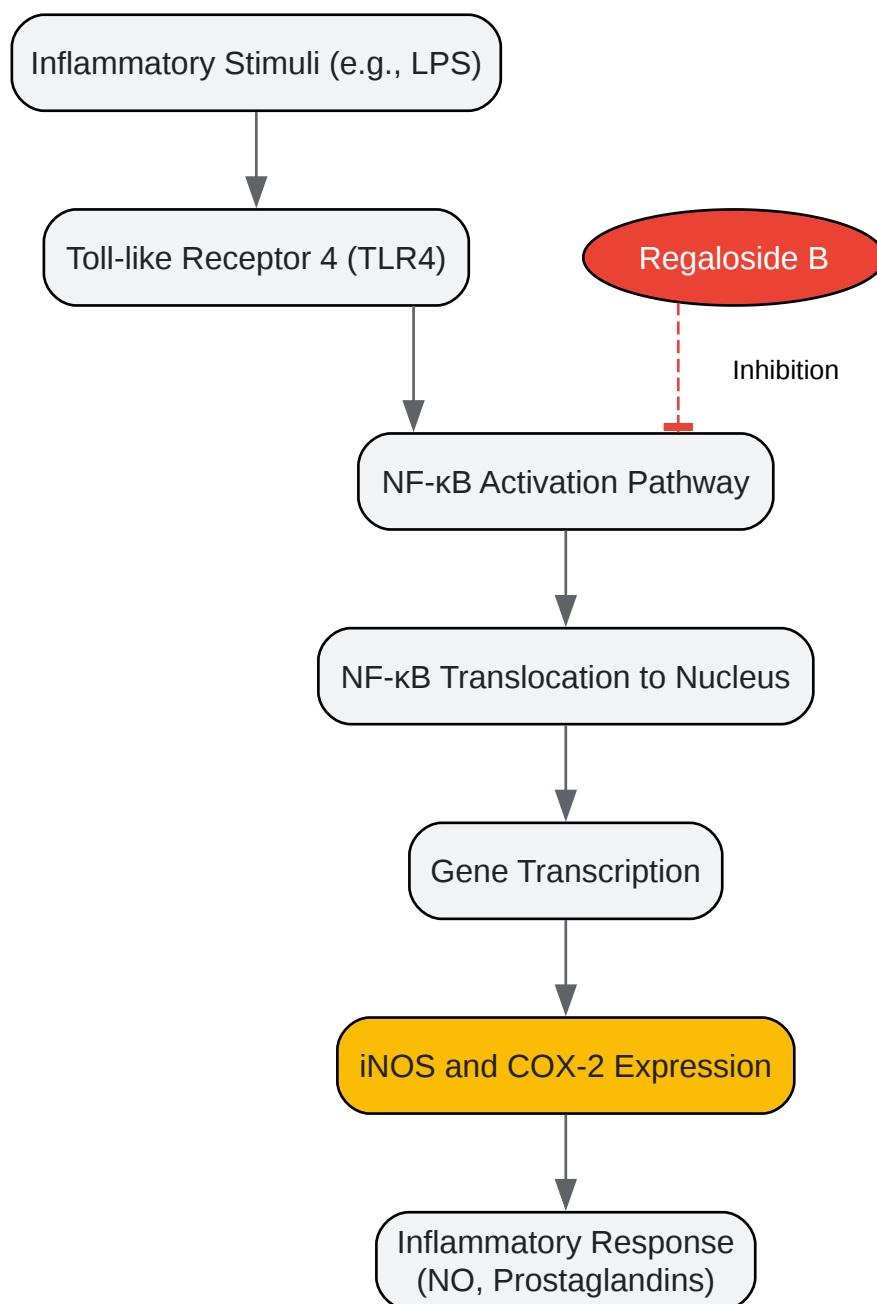 Inflammatory Stimuli (e.g., LPS)
Toll-like Receptor 4 (TLR4)
Regaloside B
Inhibition
NF-κB Activation Pathway
NF-κB Translocation to Nucleus
Gene Transcription
iNOS and COX-2 Expression
Inflammatory Response
(NO, Prostaglandins)